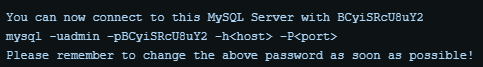 You can now connect to this MySQL Server with BCyiSRcU8uY2
mysql -uadmin -pBCyiSRcU8uY2 -h<host> -P<port>
Please remember to change the above password as soon as possible!